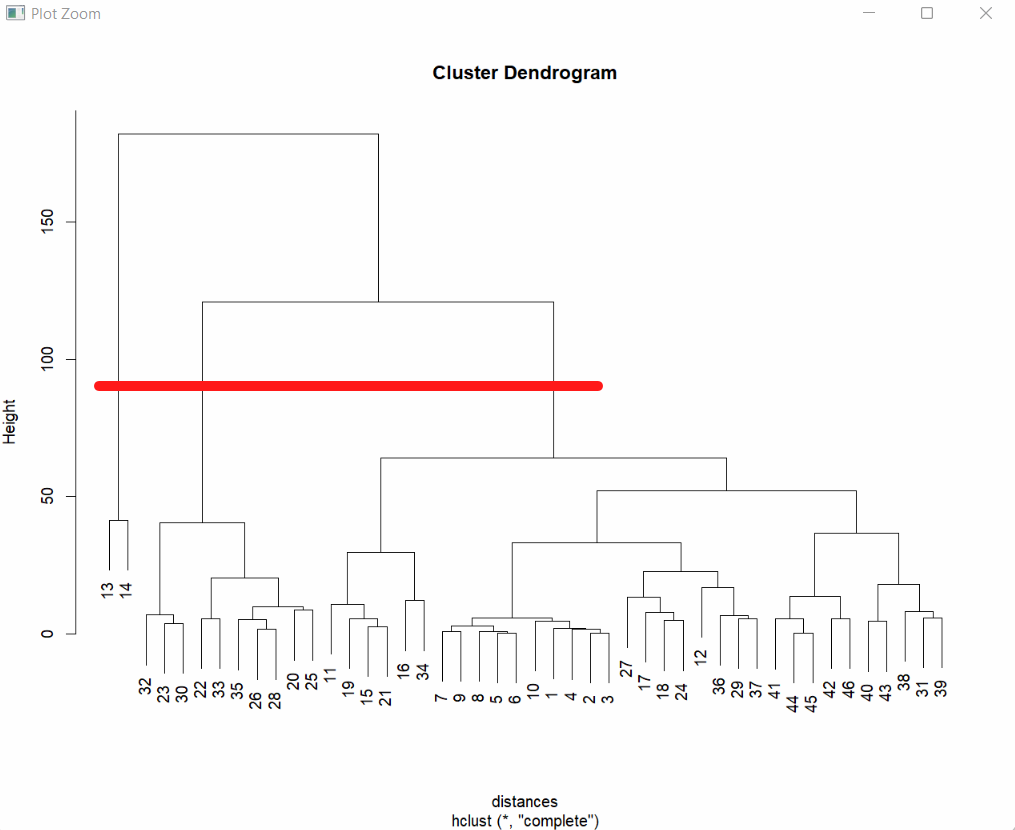 Plot Zoom
Cluster Dendrogram
Height
150
100
50
0
13 14 32 23 30 22 33 35 26 28 20 25 11 19 15 21 16 34 7 9 8 5 6 10 1 4 2 3 27 17 18 24 12 36 29 37 41 44 45 42 46 40 43 38 31 39
distances
hclust (*, "complete")